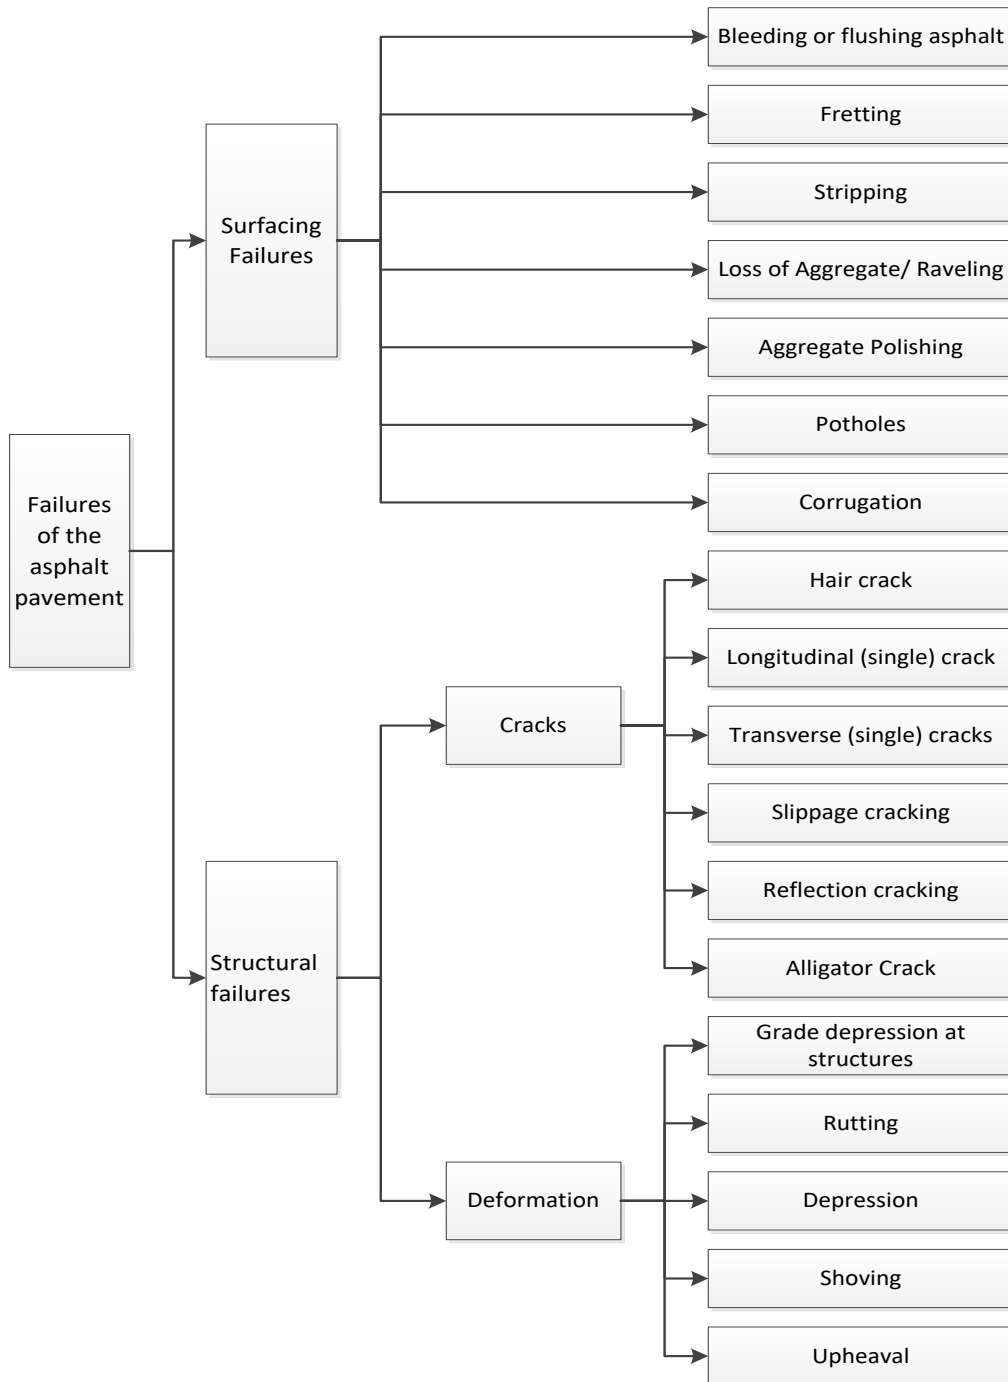 Bleeding or flushing asphalt
Fretting
Stripping
Surfacing
Failures
Loss of Aggregate/ Raveling
Aggregate Polishing
Potholes
Corrugation
Failures
of the
asphalt
pavement
Hair crack
Longitudinal (single) crack
Cracks
Transverse (single) cracks
Slippage cracking
Reflection cracking
Structural
failures
Alligator Crack
Grade depression at
structures
Rutting
Deformation
Depression
Shoving
Upheaval